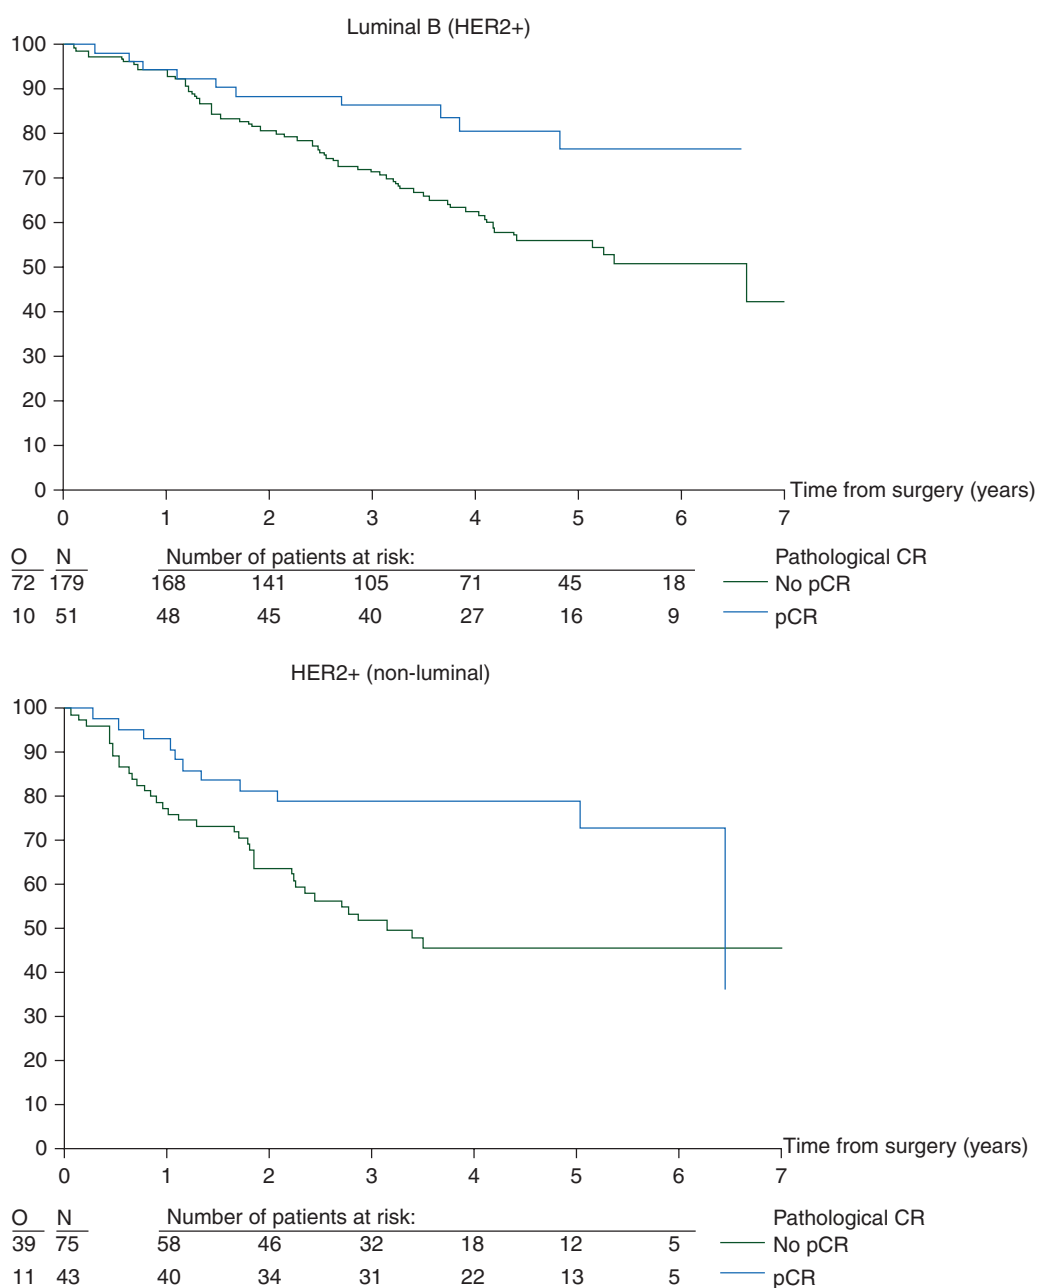 Luminal B (HER2+)
100
90
80
70
60
50
40
30
20
10
0
0 1 2 3 4 5 6 7
Time from surgery (years)
O N Number of patients at risk: Pathological CR
72 179 168 141 105 71 45 18 No pCR
10 51 48 45 40 27 16 9 pCR
HER2+ (non-luminal)
100
90
80
70
60
50
40
30
20
10
0
0 1 2 3 4 5 6 7
Time from surgery (years)
O N Number of patients at risk: Pathological CR
39 75 58 46 32 18 12 5 No pCR
11 43 40 34 31 22 13 5 pCR